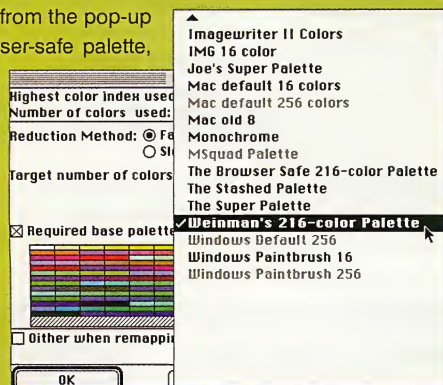 from the pop-up
ser-safe palette,
Highest color index used
Number of colors used:
Reduction Method:
Target number of colors
Required base palette
Dither when remappi
OK
Imagewriter II Colors
IMG 16 color
Joe's Super Palette
Mac default 16 colors
Mac default 256 colors
Mac old 8
Monochrome
MSquad Palette
The Browser Safe 216-color Palette
The Stashed Palette
The Super Palette
✓Weinman's 216-color Palette
Windows Default 256
Windows Paintbrush 16
Windows Paintbrush 256